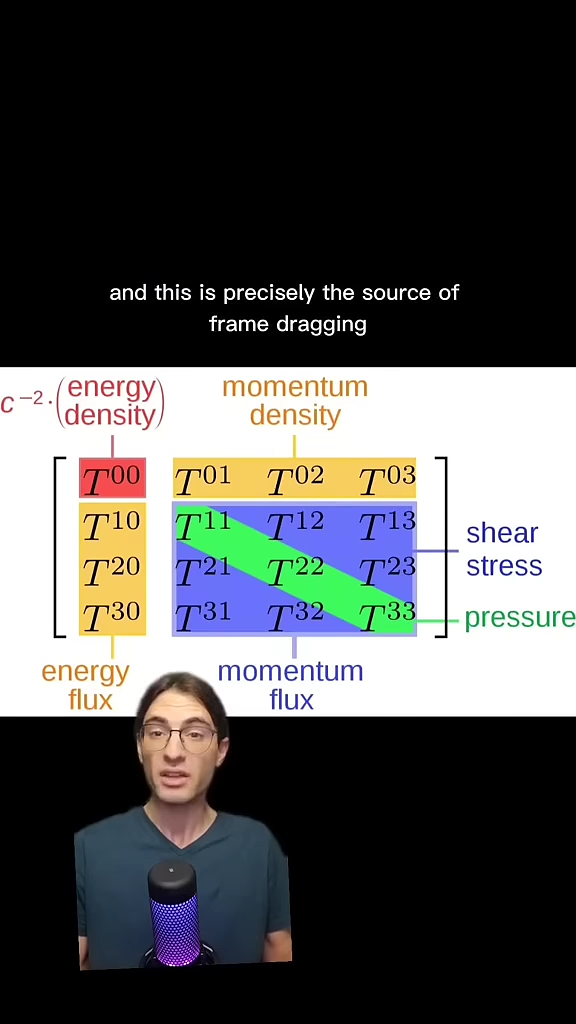 and this is precisely the source of
frame dragging
c⁻²·(energy density)
momentum
density
T⁰⁰ T⁰¹ T⁰² T⁰³
T¹⁰ T¹¹ T¹² T¹³
T²⁰ T²¹ T²² T²³
T³⁰ T³¹ T³² T³³
shear
stress
pressure
energy
flux
momentum
flux